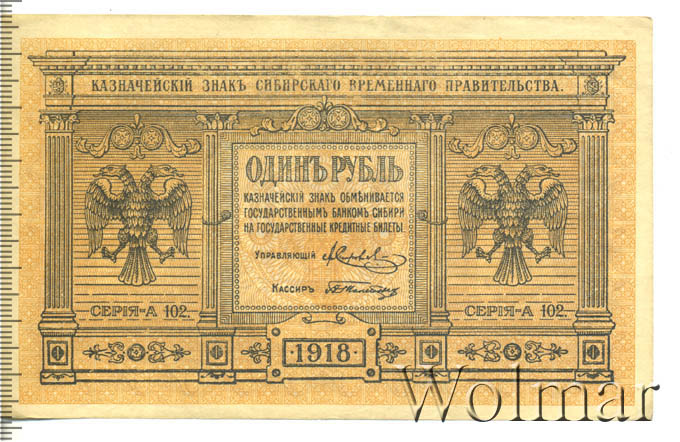 КАЗНАЧЕЙСКІЙ ЗНАКЪ СИБИРСКАГО ВРЕМЕННАГО ПРАВИТЕЛЬСТВА.
ОДИНЪ РУБЛЬ
КАЗНАЧЕЙСКІЙ ЗНАКЪ ОБМѢНИВАЕТСЯ
ГОСУДАРСТВЕННЫМЪ БАНКОМЪ СИБИРИ
НА ГОСУДАРСТВЕННЫЕ КРЕДИТНЫЕ БИЛЕТЫ.
УПРАВЛЯЮЩІЙ
КАССИРЪ
СЕРІЯ-А 102.
СЕРІЯ-А 102.
·1918·
Wolmar